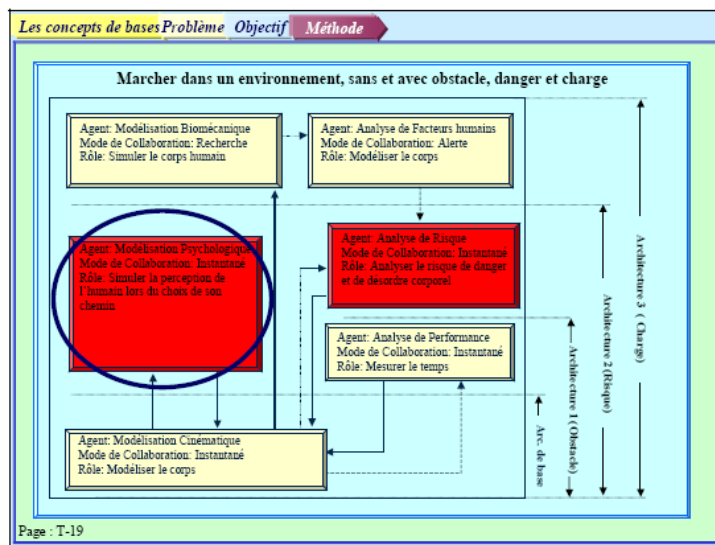 Les concepts de bases Problème Objectif Méthode
Marcher dans un environnement, sans et avec obstacle, danger et charge
Agent: Modélisation Biomécanique
Mode de Collaboration: Recherche
Rôle: Simuler le corps humain
Agent: Analyse de Facteurs humains
Mode de Collaboration: Alerte
Rôle: Modéliser le corps
Agent: Modélisation Psychologique
Mode de Collaboration: Instantané
Rôle: Simuler la perception de
l'humain lors du choix de son
chemin
Agent: Analyse de Risque
Mode de Collaboration: Instantané
Rôle: Analyser le risque de danger
et de désordre corporel
Agent: Analyse de Performance
Mode de Collaboration: Instantané
Rôle: Mesurer le temps
Agent: Modélisation Cinématique
Mode de Collaboration: Instantané
Rôle: Modéliser le corps
Arc. de base
Architecture 1 (Obstacle)
Architecture 2 (Risque)
Architecture 3 ( Charge)
Page : T-19